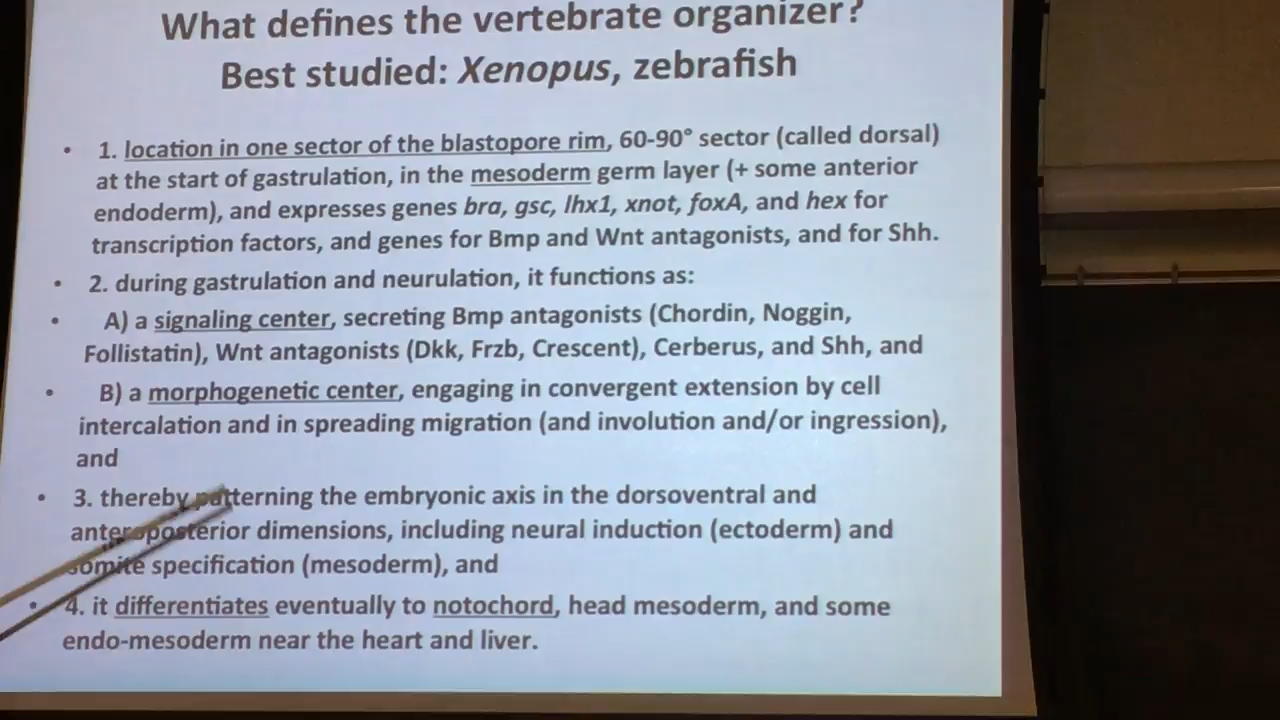 What defines the vertebrate organizer?
Best studied: Xenopus, zebrafish
• 1. location in one sector of the blastopore rim, 60-90° sector (called dorsal)
at the start of gastrulation, in the mesoderm germ layer (+ some anterior
endoderm), and expresses genes bra, gsc, lhx1, xnot, foxA, and hex for
transcription factors, and genes for Bmp and Wnt antagonists, and for Shh.
• 2. during gastrulation and neurulation, it functions as:
• A) a signaling center, secreting Bmp antagonists (Chordin, Noggin,
Follistatin), Wnt antagonists (Dkk, Frzb, Crescent), Cerberus, and Shh, and
• B) a morphogenetic center, engaging in convergent extension by cell
intercalation and in spreading migration (and involution and/or ingression),
and
• 3. thereby patterning the embryonic axis in the dorsoventral and
anteroposterior dimensions, including neural induction (ectoderm) and
somite specification (mesoderm), and
• 4. it differentiates eventually to notochord, head mesoderm, and some
endo-mesoderm near the heart and liver.